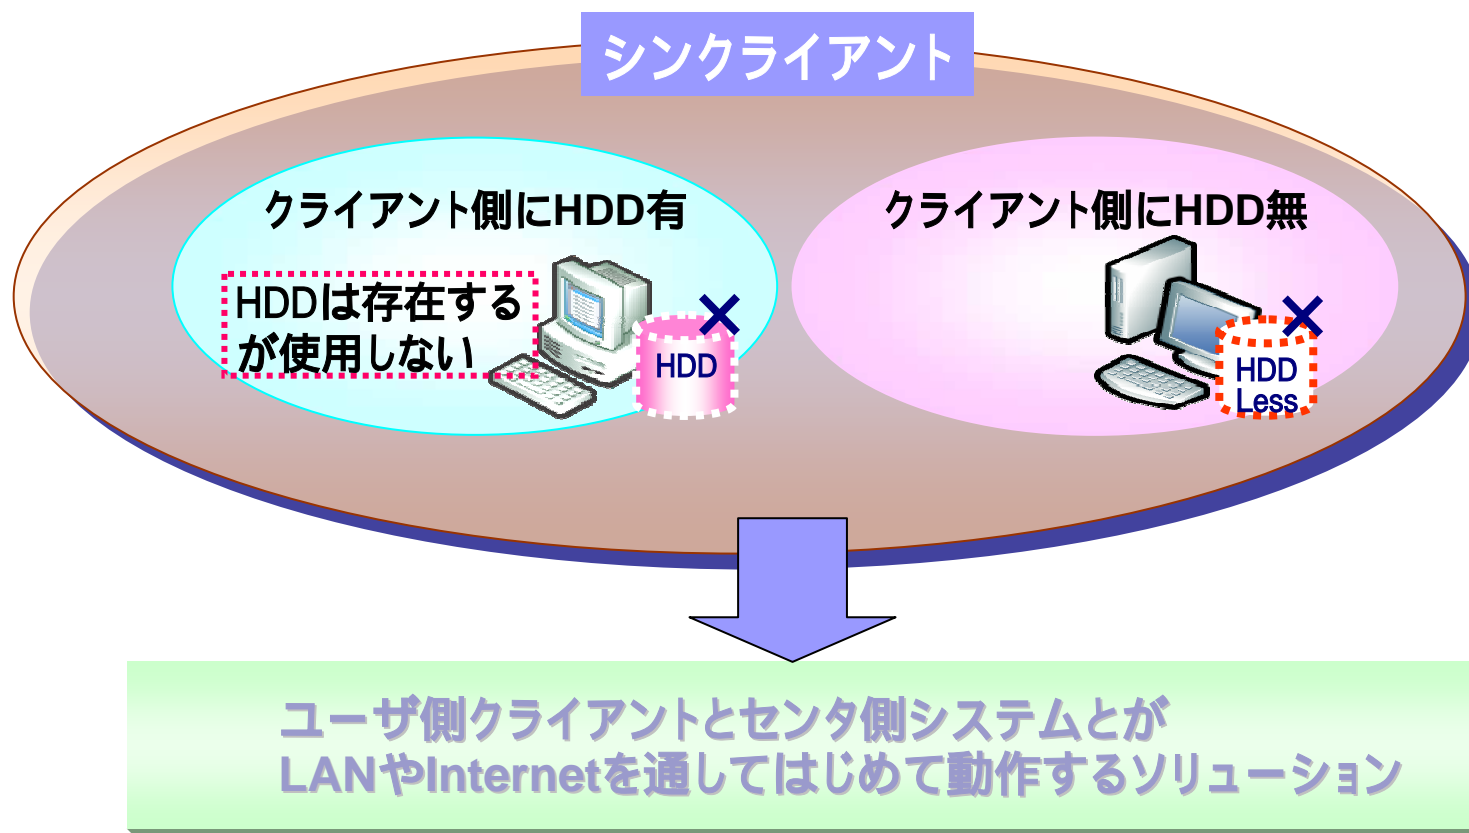 シンクライアント
クライアント側にHDD有
HDDは存在する
が使用しない
HDD
クライアント側にHDD無
HDD
Less
ユーザ側クライアントとセンタ側システムとが
LANやInternetを通してはじめて動作するソリューション